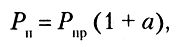 Pп = Pпр (1 + a),